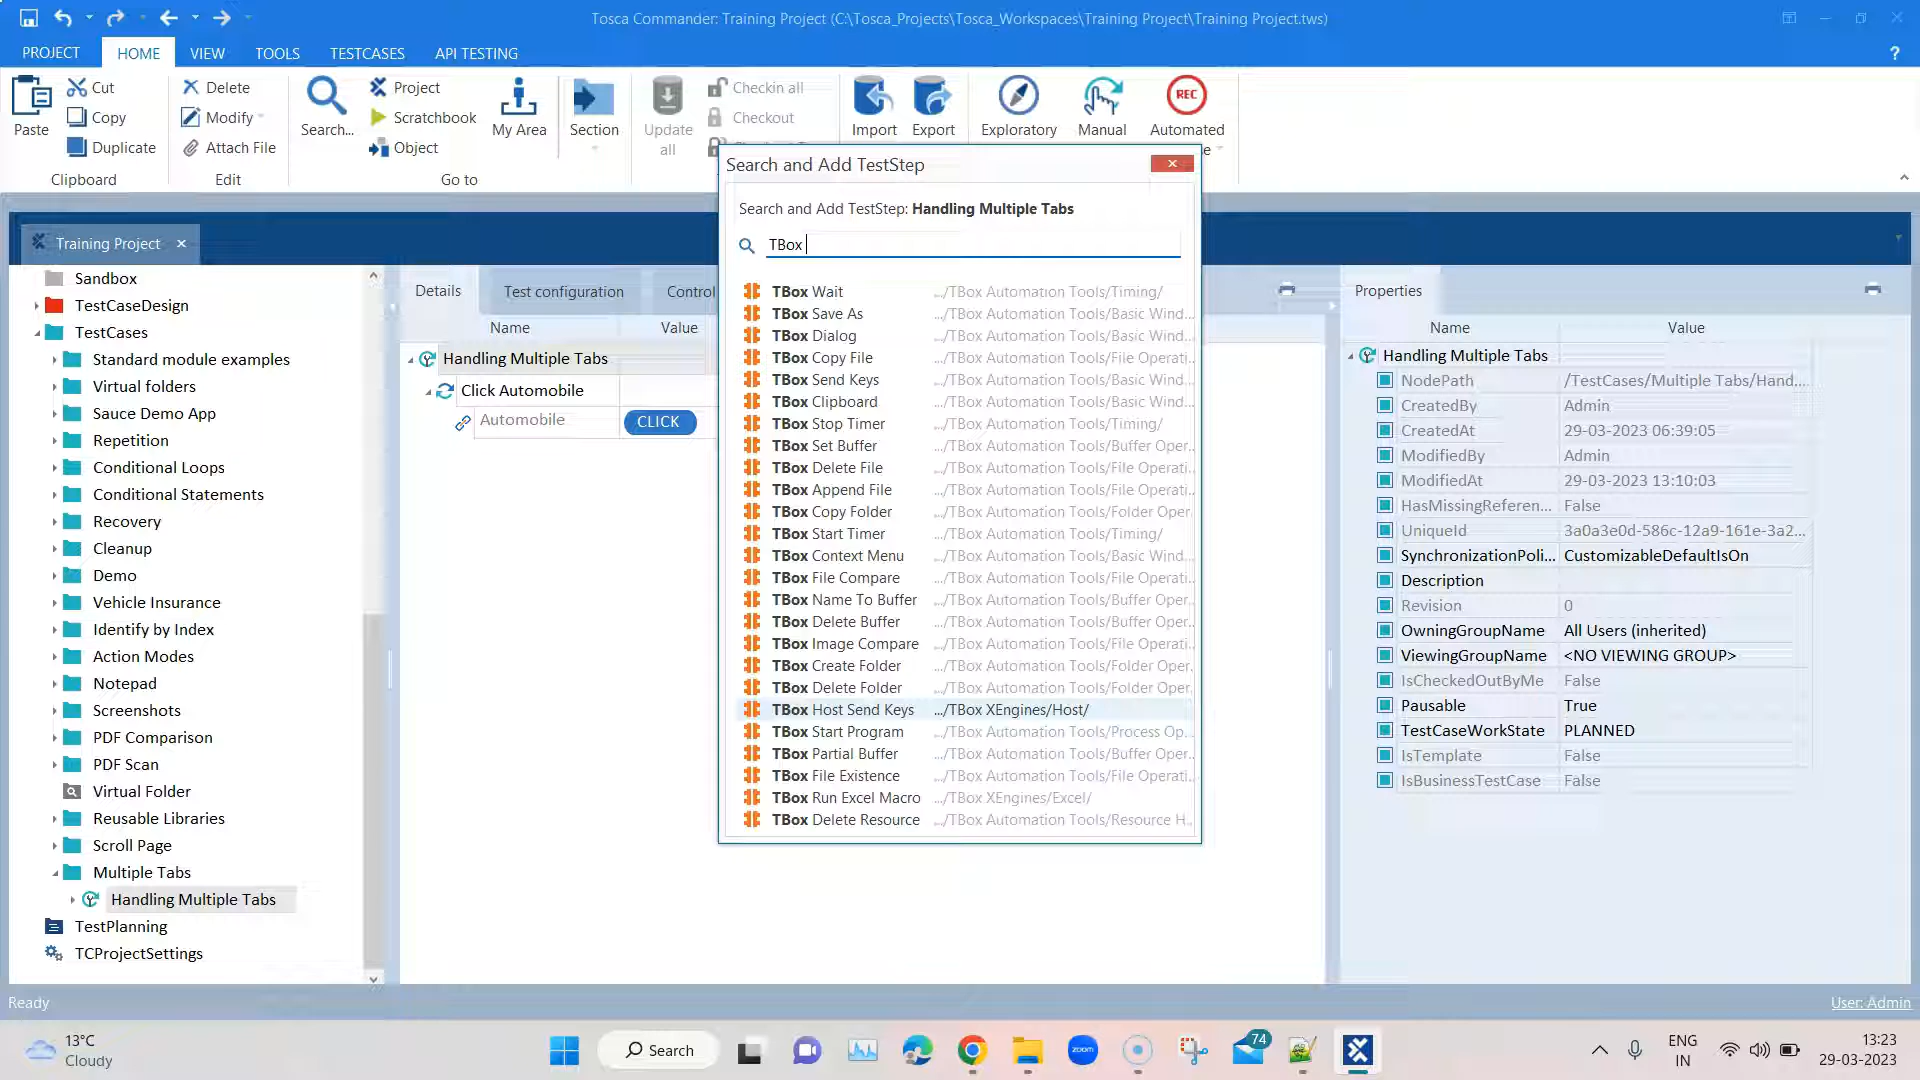 Tosca Commander: Training Project (C:\Tosca_Projects\Tosca_Workspaces\Training Project\Training Project.tws)
PROJECT HOME VIEW TOOLS TESTCASES API TESTING ?
Paste
Cut
Copy
Duplicate
Clipboard
Delete
Modify
Attach File
Edit
Search...
Project
Scratchbook
Object
My Area
Go to
Section
Update all
Checkin all
Checkout
Import
Export
Exploratory
Manual
REC
Automated
Training Project
Sandbox
TestCaseDesign
TestCases
Standard module examples
Virtual folders
Sauce Demo App
Repetition
Conditional Loops
Conditional Statements
Recovery
Cleanup
Demo
Vehicle Insurance
Identify by Index
Action Modes
Notepad
Screenshots
PDF Comparison
PDF Scan
Virtual Folder
Reusable Libraries
Scroll Page
Multiple Tabs
Handling Multiple Tabs
TestPlanning
TCProjectSettings
Details Test configuration Control
Name Value
Handling Multiple Tabs
Click Automobile
Automobile CLICK
Search and Add TestStep
Search and Add TestStep: Handling Multiple Tabs
TBox
TBox Wait .../TBox Automation Tools/Timing/
TBox Save As .../TBox Automation Tools/Basic Wind...
TBox Dialog .../TBox Automation Tools/Basic Wind...
TBox Copy File .../TBox Automation Tools/File Operati...
TBox Send Keys .../TBox Automation Tools/Basic Wind...
TBox Clipboard .../TBox Automation Tools/Basic Wind...
TBox Stop Timer .../TBox Automation Tools/Timing/
TBox Set Buffer .../TBox Automation Tools/Buffer Oper...
TBox Delete File .../TBox Automation Tools/File Operati...
TBox Append File .../TBox Automation Tools/File Operati...
TBox Copy Folder .../TBox Automation Tools/Folder Oper...
TBox Start Timer .../TBox Automation Tools/Timing/
TBox Context Menu .../TBox Automation Tools/Basic Wind...
TBox File Compare .../TBox Automation Tools/File Operati...
TBox Name To Buffer .../TBox Automation Tools/Buffer Oper...
TBox Delete Buffer .../TBox Automation Tools/Buffer Oper...
TBox Image Compare .../TBox Automation Tools/File Operati...
TBox Create Folder .../TBox Automation Tools/Folder Oper...
TBox Delete Folder .../TBox Automation Tools/Folder Oper...
TBox Host Send Keys .../TBox XEngines/Host/
TBox Start Program .../TBox Automation Tools/Process Op...
TBox Partial Buffer .../TBox Automation Tools/Buffer Oper...
TBox File Existence .../TBox Automation Tools/File Operati...
TBox Run Excel Macro .../TBox XEngines/Excel/
TBox Delete Resource .../TBox Automation Tools/Resource H...
Properties
Name Value
Handling Multiple Tabs
NodePath /TestCases/Multiple Tabs/Hand...
CreatedBy Admin
CreatedAt 29-03-2023 06:39:05
ModifiedBy Admin
ModifiedAt 29-03-2023 13:10:03
HasMissingReferen... False
UniqueId 3a0a3e0d-586c-12a9-161e-3a2...
SynchronizationPoli... CustomizableDefaultIsOn
Description
Revision 0
OwningGroupName All Users (inherited)
ViewingGroupName <NO VIEWING GROUP>
IsCheckedOutByMe False
Pausable True
TestCaseWorkState PLANNED
IsTemplate False
IsBusinessTestCase False
Ready User: Admin
13°C
Cloudy
Search
zoom
74
ENG
IN
13:23
29-03-2023